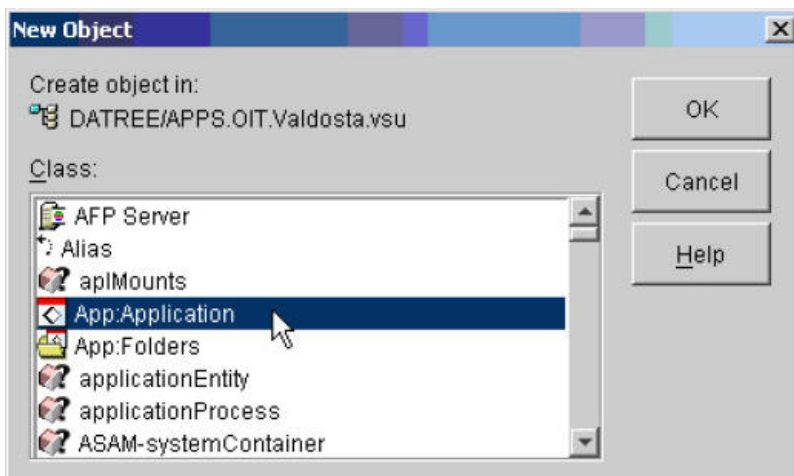 New Object
Create object in:
DATREE/APPS.OIT.Valdosta.vsu
Class:
AFP Server
Alias
aplMounts
App:Application
App:Folders
applicationEntity
applicationProcess
ASAM-systemContainer
OK
Cancel
Help